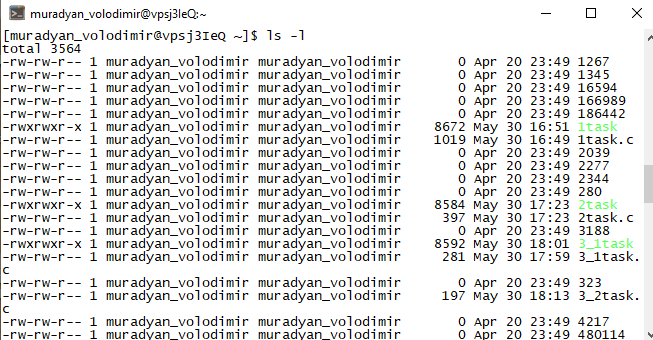 muradyan_volodimir@vpsj3IeQ:~
[muradyan_volodimir@vpsj3IeQ ~]$ ls -l
total 3564
-rw-rw-r-- 1 muradyan_volodimir muradyan_volodimir       0 Apr 20 23:49 1267
-rw-rw-r-- 1 muradyan_volodimir muradyan_volodimir       0 Apr 20 23:49 1345
-rw-rw-r-- 1 muradyan_volodimir muradyan_volodimir       0 Apr 20 23:49 16594
-rw-rw-r-- 1 muradyan_volodimir muradyan_volodimir       0 Apr 20 23:49 166989
-rw-rw-r-- 1 muradyan_volodimir muradyan_volodimir       0 Apr 20 23:49 186442
-rwxrwxr-x 1 muradyan_volodimir muradyan_volodimir    8672 May 30 16:51 1task
-rw-rw-r-- 1 muradyan_volodimir muradyan_volodimir    1019 May 30 16:49 1task.c
-rw-rw-r-- 1 muradyan_volodimir muradyan_volodimir       0 Apr 20 23:49 2039
-rw-rw-r-- 1 muradyan_volodimir muradyan_volodimir       0 Apr 20 23:49 2277
-rw-rw-r-- 1 muradyan_volodimir muradyan_volodimir       0 Apr 20 23:49 2344
-rw-rw-r-- 1 muradyan_volodimir muradyan_volodimir       0 Apr 20 23:49 280
-rwxrwxr-x 1 muradyan_volodimir muradyan_volodimir    8584 May 30 17:23 2task
-rw-rw-r-- 1 muradyan_volodimir muradyan_volodimir     397 May 30 17:23 2task.c
-rw-rw-r-- 1 muradyan_volodimir muradyan_volodimir       0 Apr 20 23:49 3188
-rwxrwxr-x 1 muradyan_volodimir muradyan_volodimir    8592 May 30 18:01 3_1task
-rw-rw-r-- 1 muradyan_volodimir muradyan_volodimir     281 May 30 17:59 3_1task.
c
-rw-rw-r-- 1 muradyan_volodimir muradyan_volodimir       0 Apr 20 23:49 323
-rw-rw-r-- 1 muradyan_volodimir muradyan_volodimir     197 May 30 18:13 3_2task.
c
-rw-rw-r-- 1 muradyan_volodimir muradyan_volodimir       0 Apr 20 23:49 4217
-rw-rw-r-- 1 muradyan_volodimir muradyan_volodimir       0 Apr 20 23:49 480114